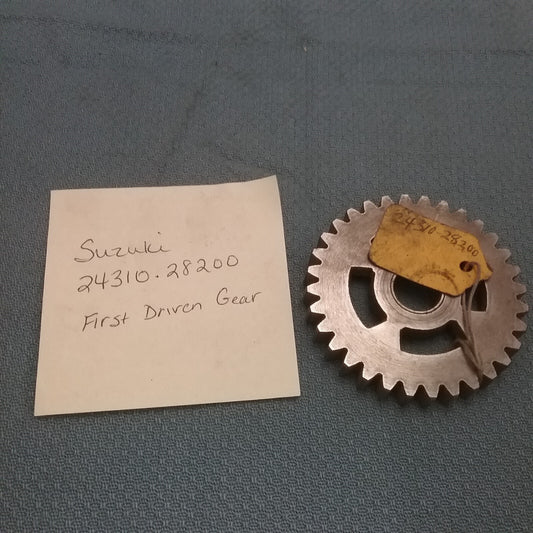 Suzuki
24310.28200
First Driven Gear
24310-28200